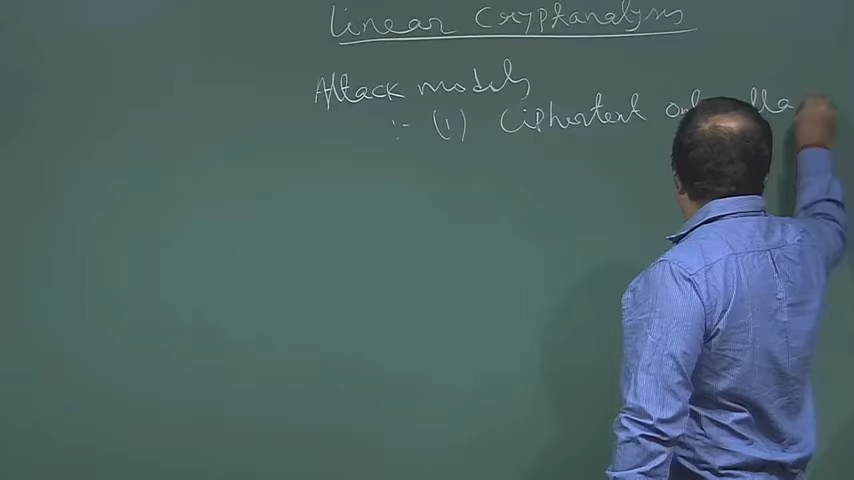 Linear Cryptanalysis
Attack models
:- (1) Ciphertext